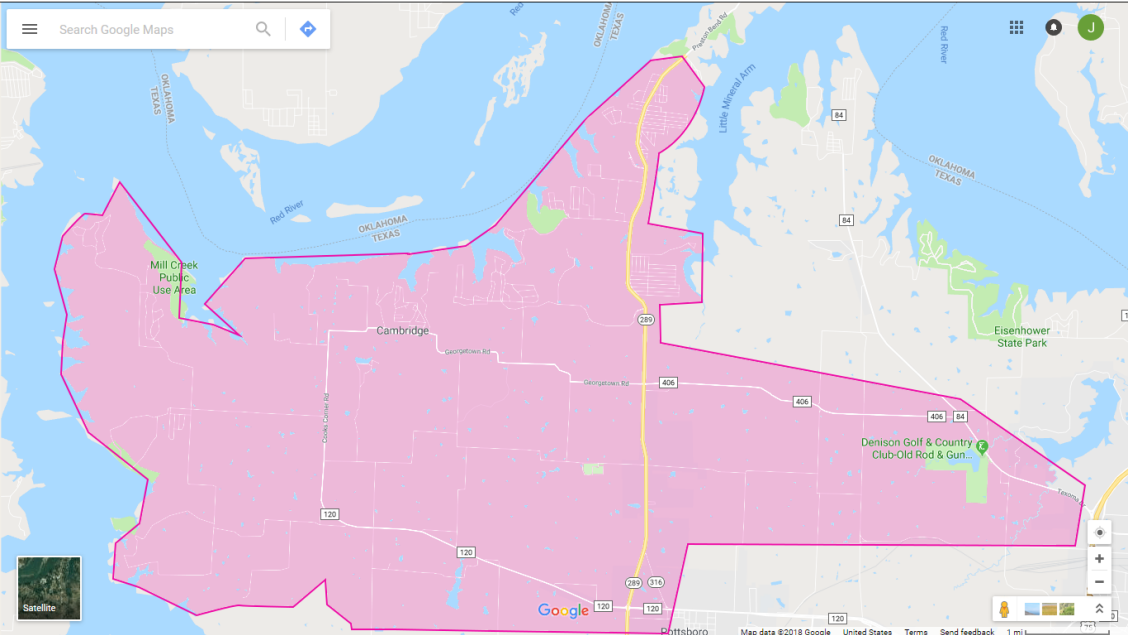 Search Google Maps
J
Red
OKLAHOMA
TEXAS
Preston Bend Rd
Red River
OKLAHOMA
TEXAS
Little Mineral Arm
84
OKLAHOMA
TEXAS
Red River
OKLAHOMA
TEXAS
84
Mill Creek
Public
Use Area
289
Cambridge
Eisenhower
State Park
Georgetown Rd
Georgetown Rd
406
406
406
84
Cooks Corner Rd
Denison Golf & Country
Club-Old Rod & Gun...
120
120
289
316
Satellite
Google
120
120
120
Pottsboro
Map data ©2018 Google
United States
Terms
Send feedback
1 mi